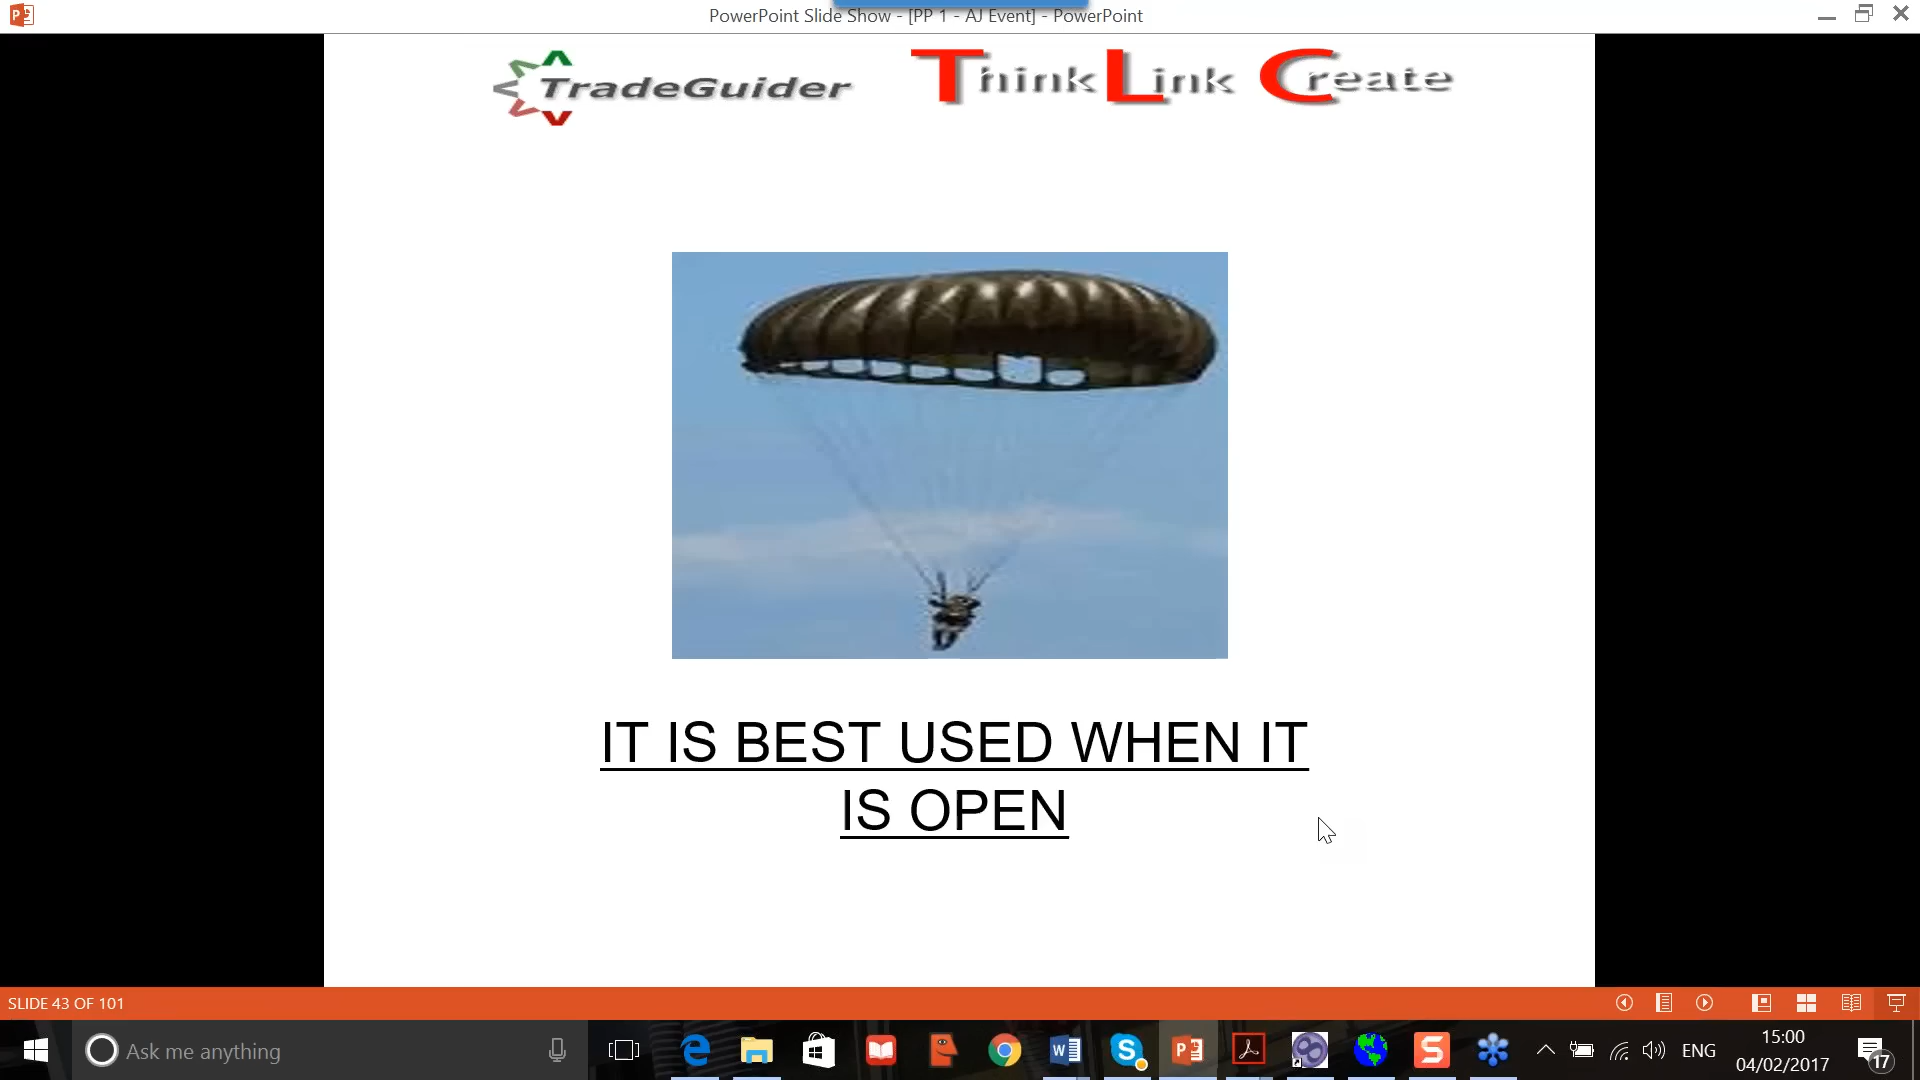 PowerPoint Slide Show - [PP 1 - AJ Event] - PowerPoint
TradeGuider
Think Link Create
IT IS BEST USED WHEN IT
IS OPEN
SLIDE 43 OF 101
Ask me anything
ENG
15:00
04/02/2017
17